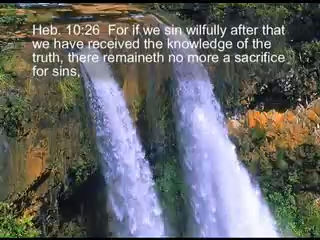 Heb. 10:26  For if we sin wilfully after that
we have received the knowledge of the
truth, there remaineth no more a sacrifice
for sins,